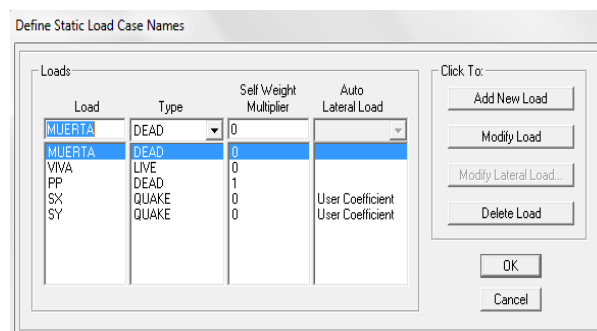 Define Static Load Case Names
Loads
Click To:
Load Type Self Weight Multiplier Auto Lateral Load
MUERTA DEAD 0
MUERTA DEAD 0
VIVA LIVE 0
PP DEAD 1
SX QUAKE 0 User Coefficient
SY QUAKE 0 User Coefficient
Add New Load
Modify Load
Modify Lateral Load...
Delete Load
OK
Cancel